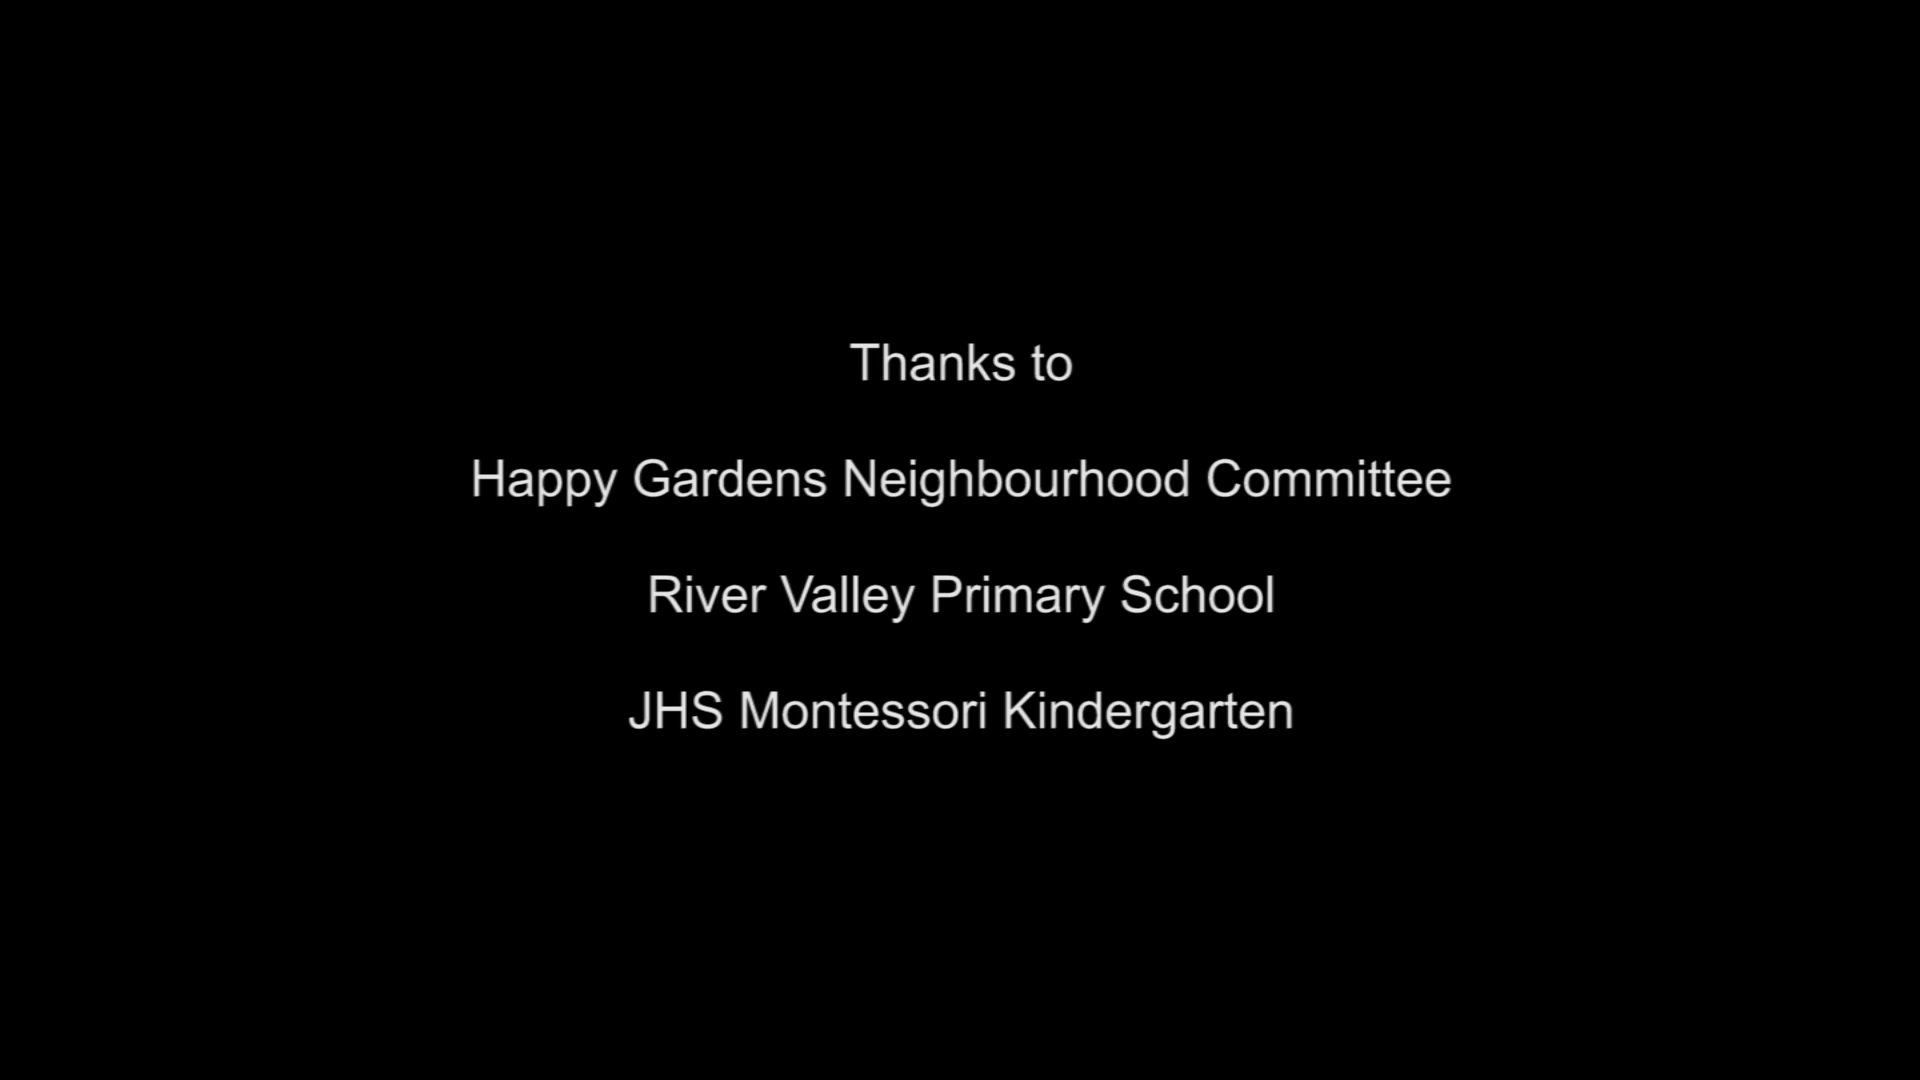 Thanks to
Happy Gardens Neighbourhood Committee
River Valley Primary School
JHS Montessori Kindergarten